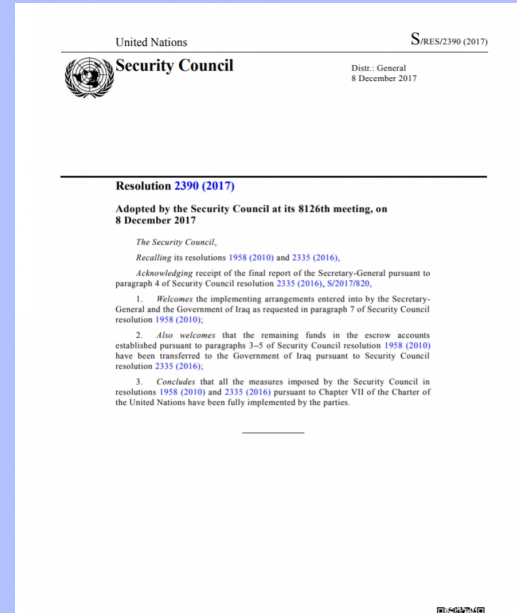 United Nations
S/RES/2390 (2017)
Security Council
Distr.: General
8 December 2017
Resolution 2390 (2017)
Adopted by the Security Council at its 8126th meeting, on
8 December 2017
The Security Council,
Recalling its resolutions 1958 (2010) and 2335 (2016),
Acknowledging receipt of the final report of the Secretary-General pursuant to
paragraph 4 of Security Council resolution 2335 (2016), S/2017/820,
1. Welcomes the implementing arrangements entered into by the Secretary-
General and the Government of Iraq as requested in paragraph 7 of Security Council
resolution 1958 (2010);
2. Also welcomes that the remaining funds in the escrow accounts
established pursuant to paragraphs 3–5 of Security Council resolution 1958 (2010)
have been transferred to the Government of Iraq pursuant to Security Council
resolution 2335 (2016);
3. Concludes that all the measures imposed by the Security Council in
resolutions 1958 (2010) and 2335 (2016) pursuant to Chapter VII of the Charter of
the United Nations have been fully implemented by the parties.